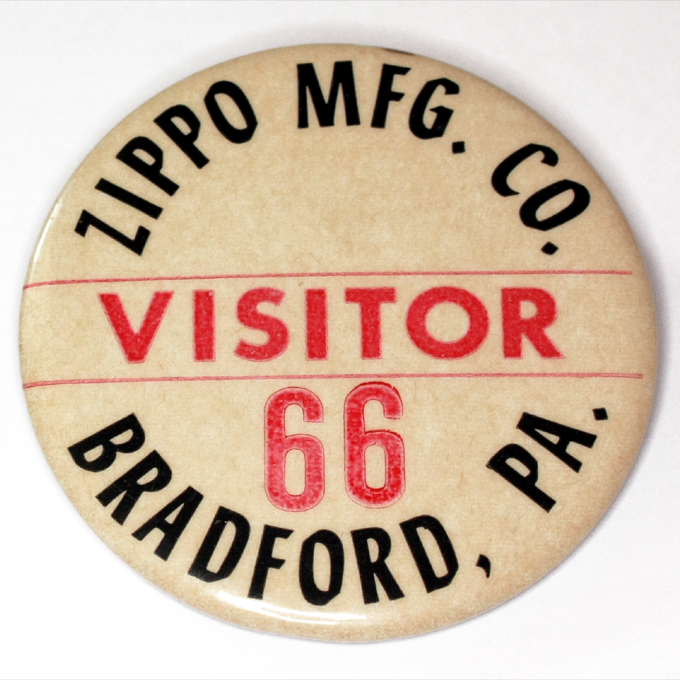 ZIPPO MFG. CO.
VISITOR
66
BRADFORD, PA.